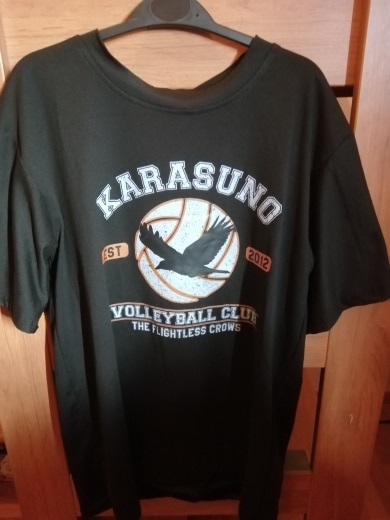 KARASUNO
EST 2012
VOLLEYBALL CLUB
THE FLIGHTLESS CROWS